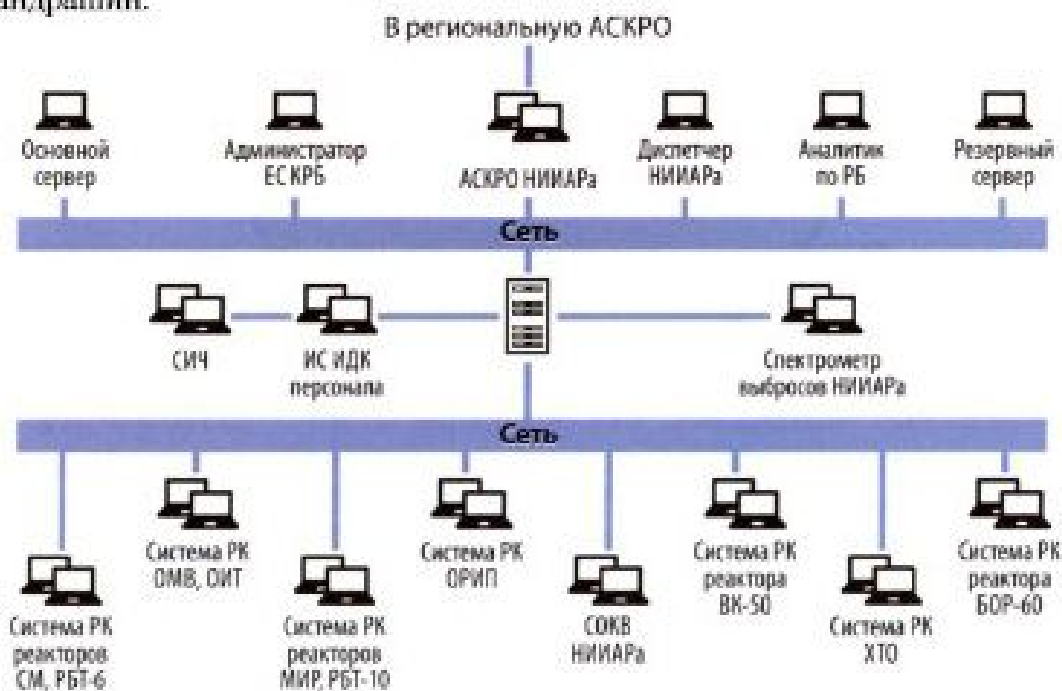 В региональную АСКРО
Основной
сервер
Администратор
ЕС КРБ
АСКРО НИИАРа
Диспетчер
НИИАРа
Аналитик
по РБ
Резервный
сервер
Сеть
СИЧ
ИС ИДК
персонала
Спектрометр
выбросов НИИАРа
Сеть
Система РК
реакторов
СМ, РБТ-6
Система РК
ОМВ, ОИТ
Система РК
реакторов
МИР, РБТ-10
Система РК
ОРИП
СОКВ
НИИАРа
Система РК
реактора
ВК-50
Система РК
ХТО
Система РК
реактора
БОР-60